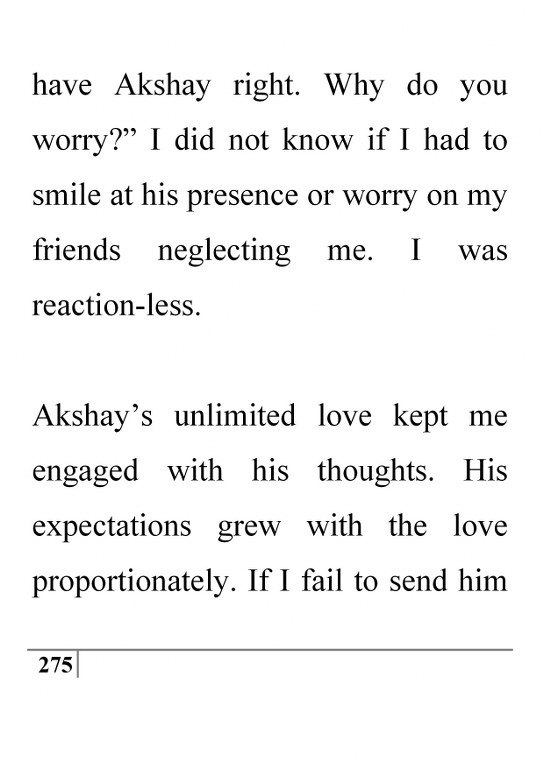 have Akshay right. Why do you
worry?” I did not know if I had to
smile at his presence or worry on my
friends neglecting me. I was
reaction-less.
Akshay’s unlimited love kept me
engaged with his thoughts. His
expectations grew with the love
proportionately. If I fail to send him
275